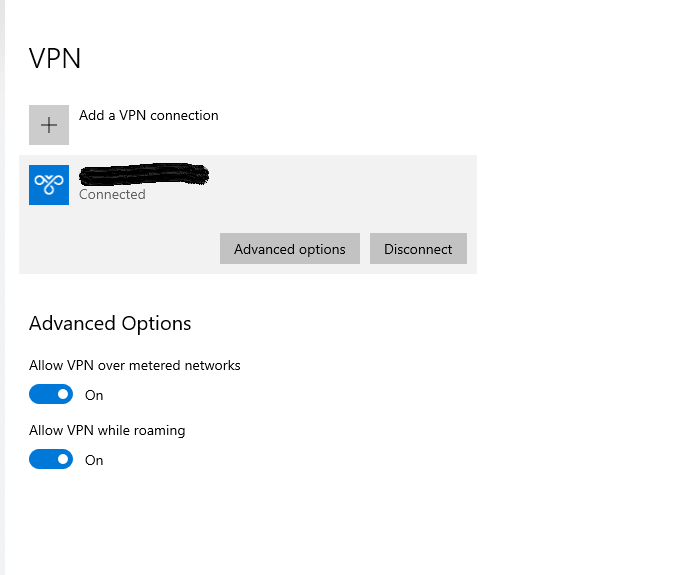 VPN
Add a VPN connection
Connected
Advanced options
Disconnect
Advanced Options
Allow VPN over metered networks
On
Allow VPN while roaming
On